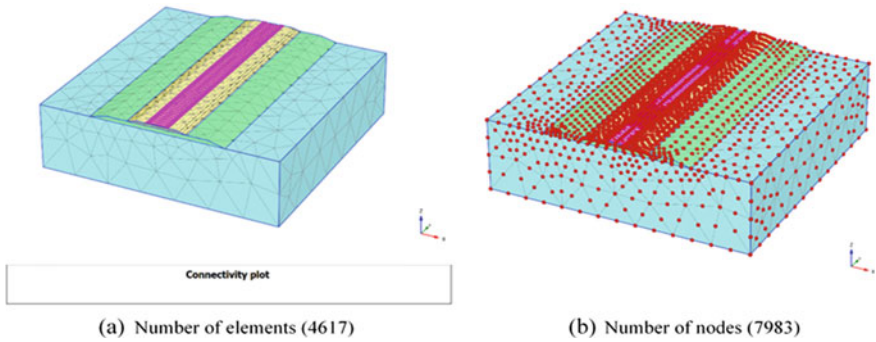 Connectivity plot
(a) Number of elements (4617)
(b) Number of nodes (7983)